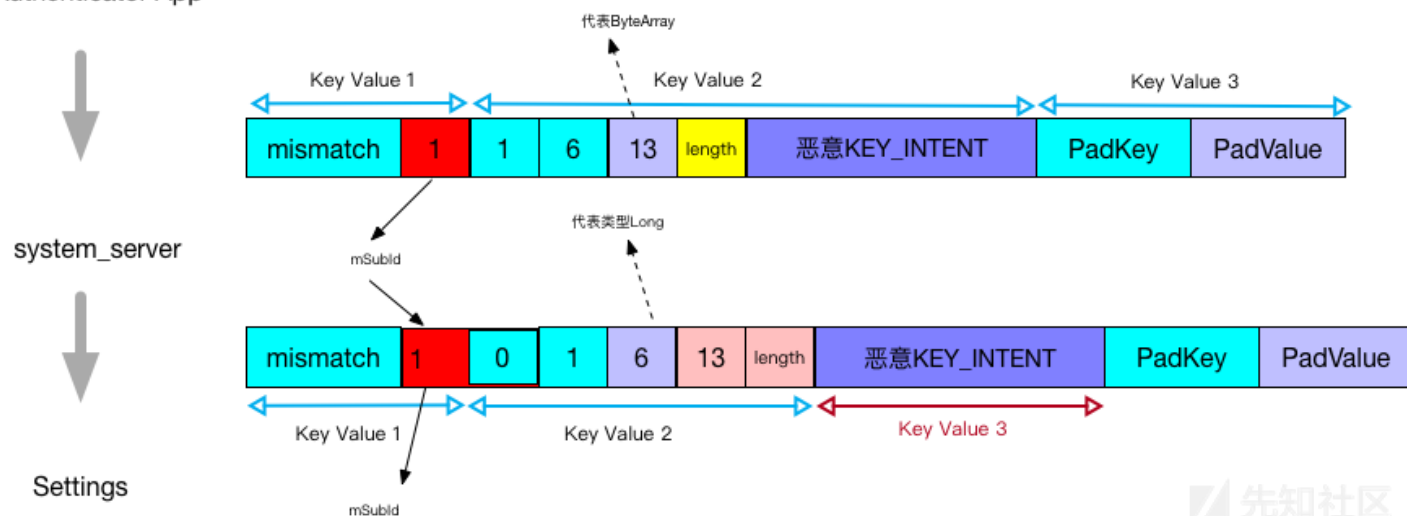 代表ByteArray
Key Value 1
Key Value 2
Key Value 3
mismatch 1 1 6 13 length 恶意KEY_INTENT PadKey PadValue
代表类型Long
system_server
mSubId
mismatch 1 0 1 6 13 length 恶意KEY_INTENT PadKey PadValue
Key Value 1
Key Value 2
Key Value 3
Settings
mSubId
先知社区